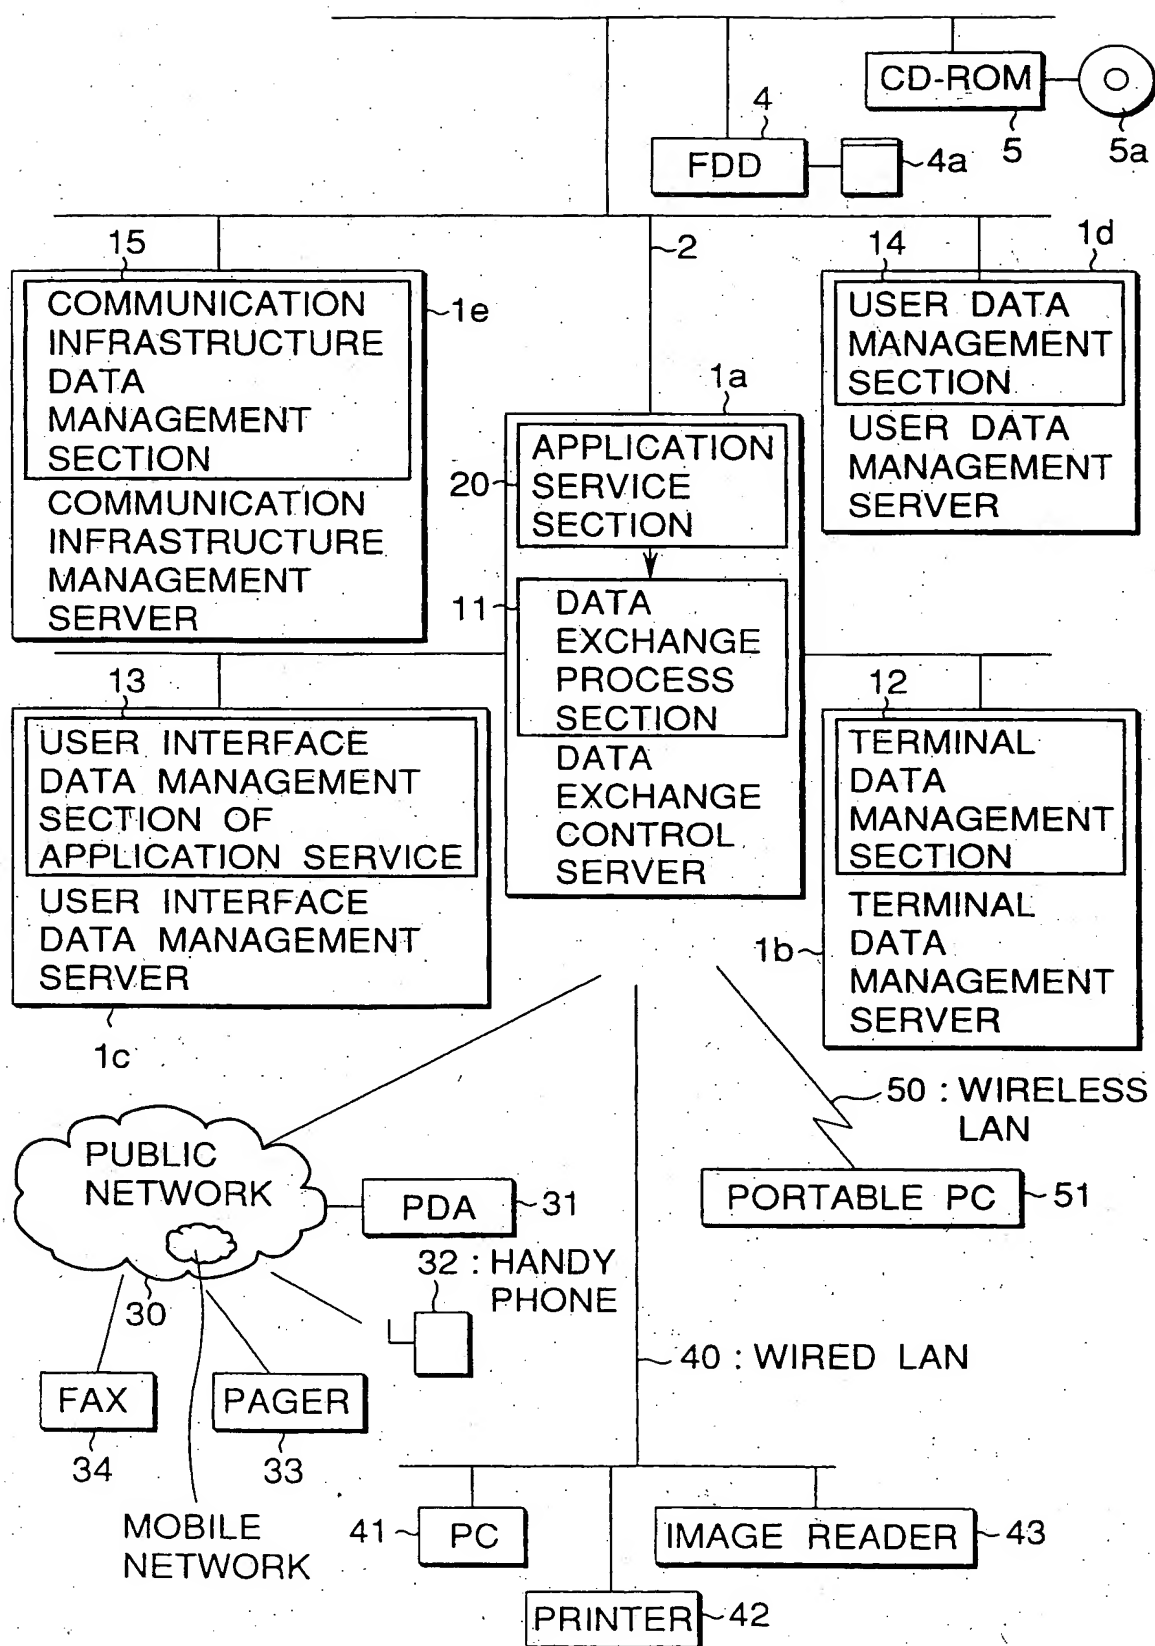 CD-ROM
5
5a
4
FDD
4a
15
2
14
1d
COMMUNICATION
INFRASTRUCTURE
DATA
MANAGEMENT
SECTION
1e
COMMUNICATION
INFRASTRUCTURE
MANAGEMENT
SERVER
USER DATA
MANAGEMENT
SECTION
USER DATA
MANAGEMENT
SERVER
1a
APPLICATION
SERVICE
SECTION
20
11
DATA
EXCHANGE
PROCESS
SECTION
DATA
EXCHANGE
CONTROL
SERVER
13
USER INTERFACE
DATA MANAGEMENT
SECTION OF
APPLICATION SERVICE
USER INTERFACE
DATA MANAGEMENT
SERVER
1c
12
TERMINAL
DATA
MANAGEMENT
SECTION
TERMINAL
DATA
MANAGEMENT
SERVER
1b
50 : WIRELESS
LAN
PORTABLE PC
51
PUBLIC
NETWORK
30
PDA
31
32 : HANDY
PHONE
40 : WIRED LAN
FAX
34
PAGER
33
MOBILE
NETWORK
41
PC
IMAGE READER
43
PRINTER
42